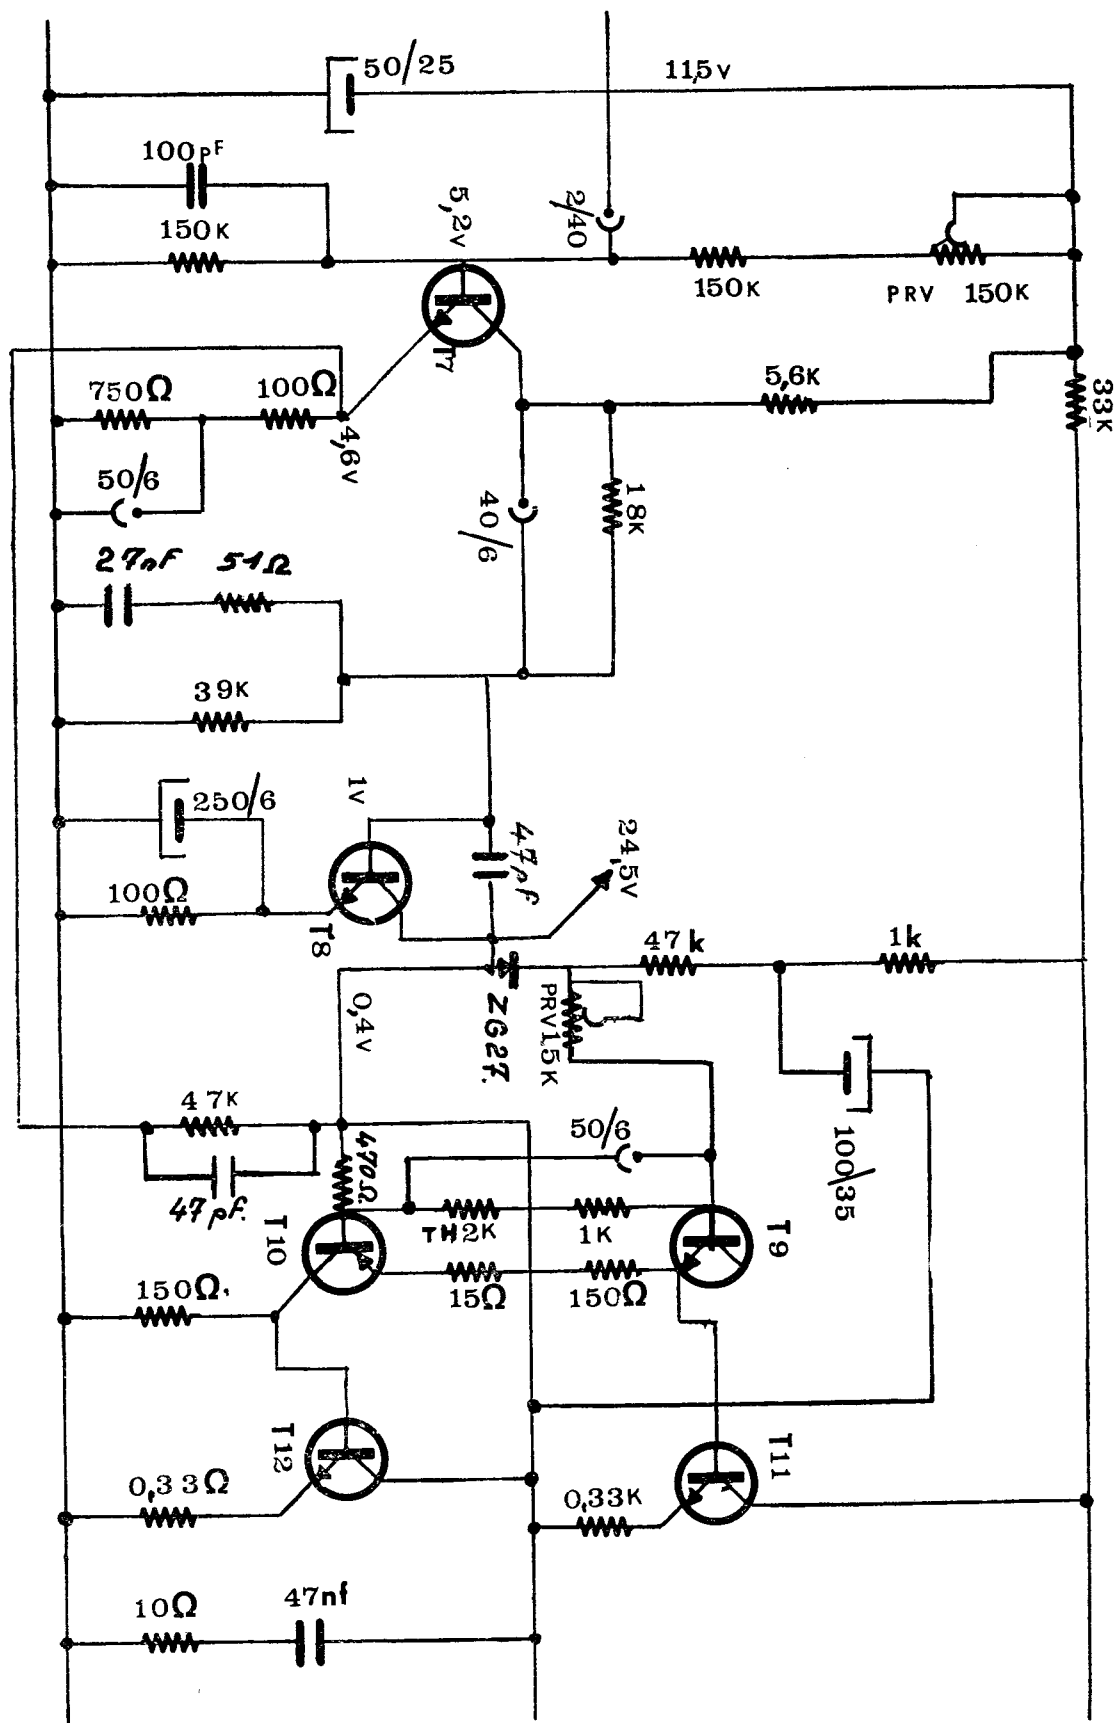 50/25
11,5v
100pF
150K
5,2v
2/40
150K
PRV 150K
T7
750Ω
100Ω
5,6K
33K
4,6v
50/6
40/6
18K
27nF
51Ω
39K
250/6
1v
47pf
24,5v
100Ω
T8
47k
1k
0,4v
ZG27.
PRV1,5K
47K
47pF.
470Ω
50/6
100/35
T10
TH2K
1K
T9
150Ω.
15Ω
150Ω
T12
T11
0,33Ω
0,33K
10Ω
47nf